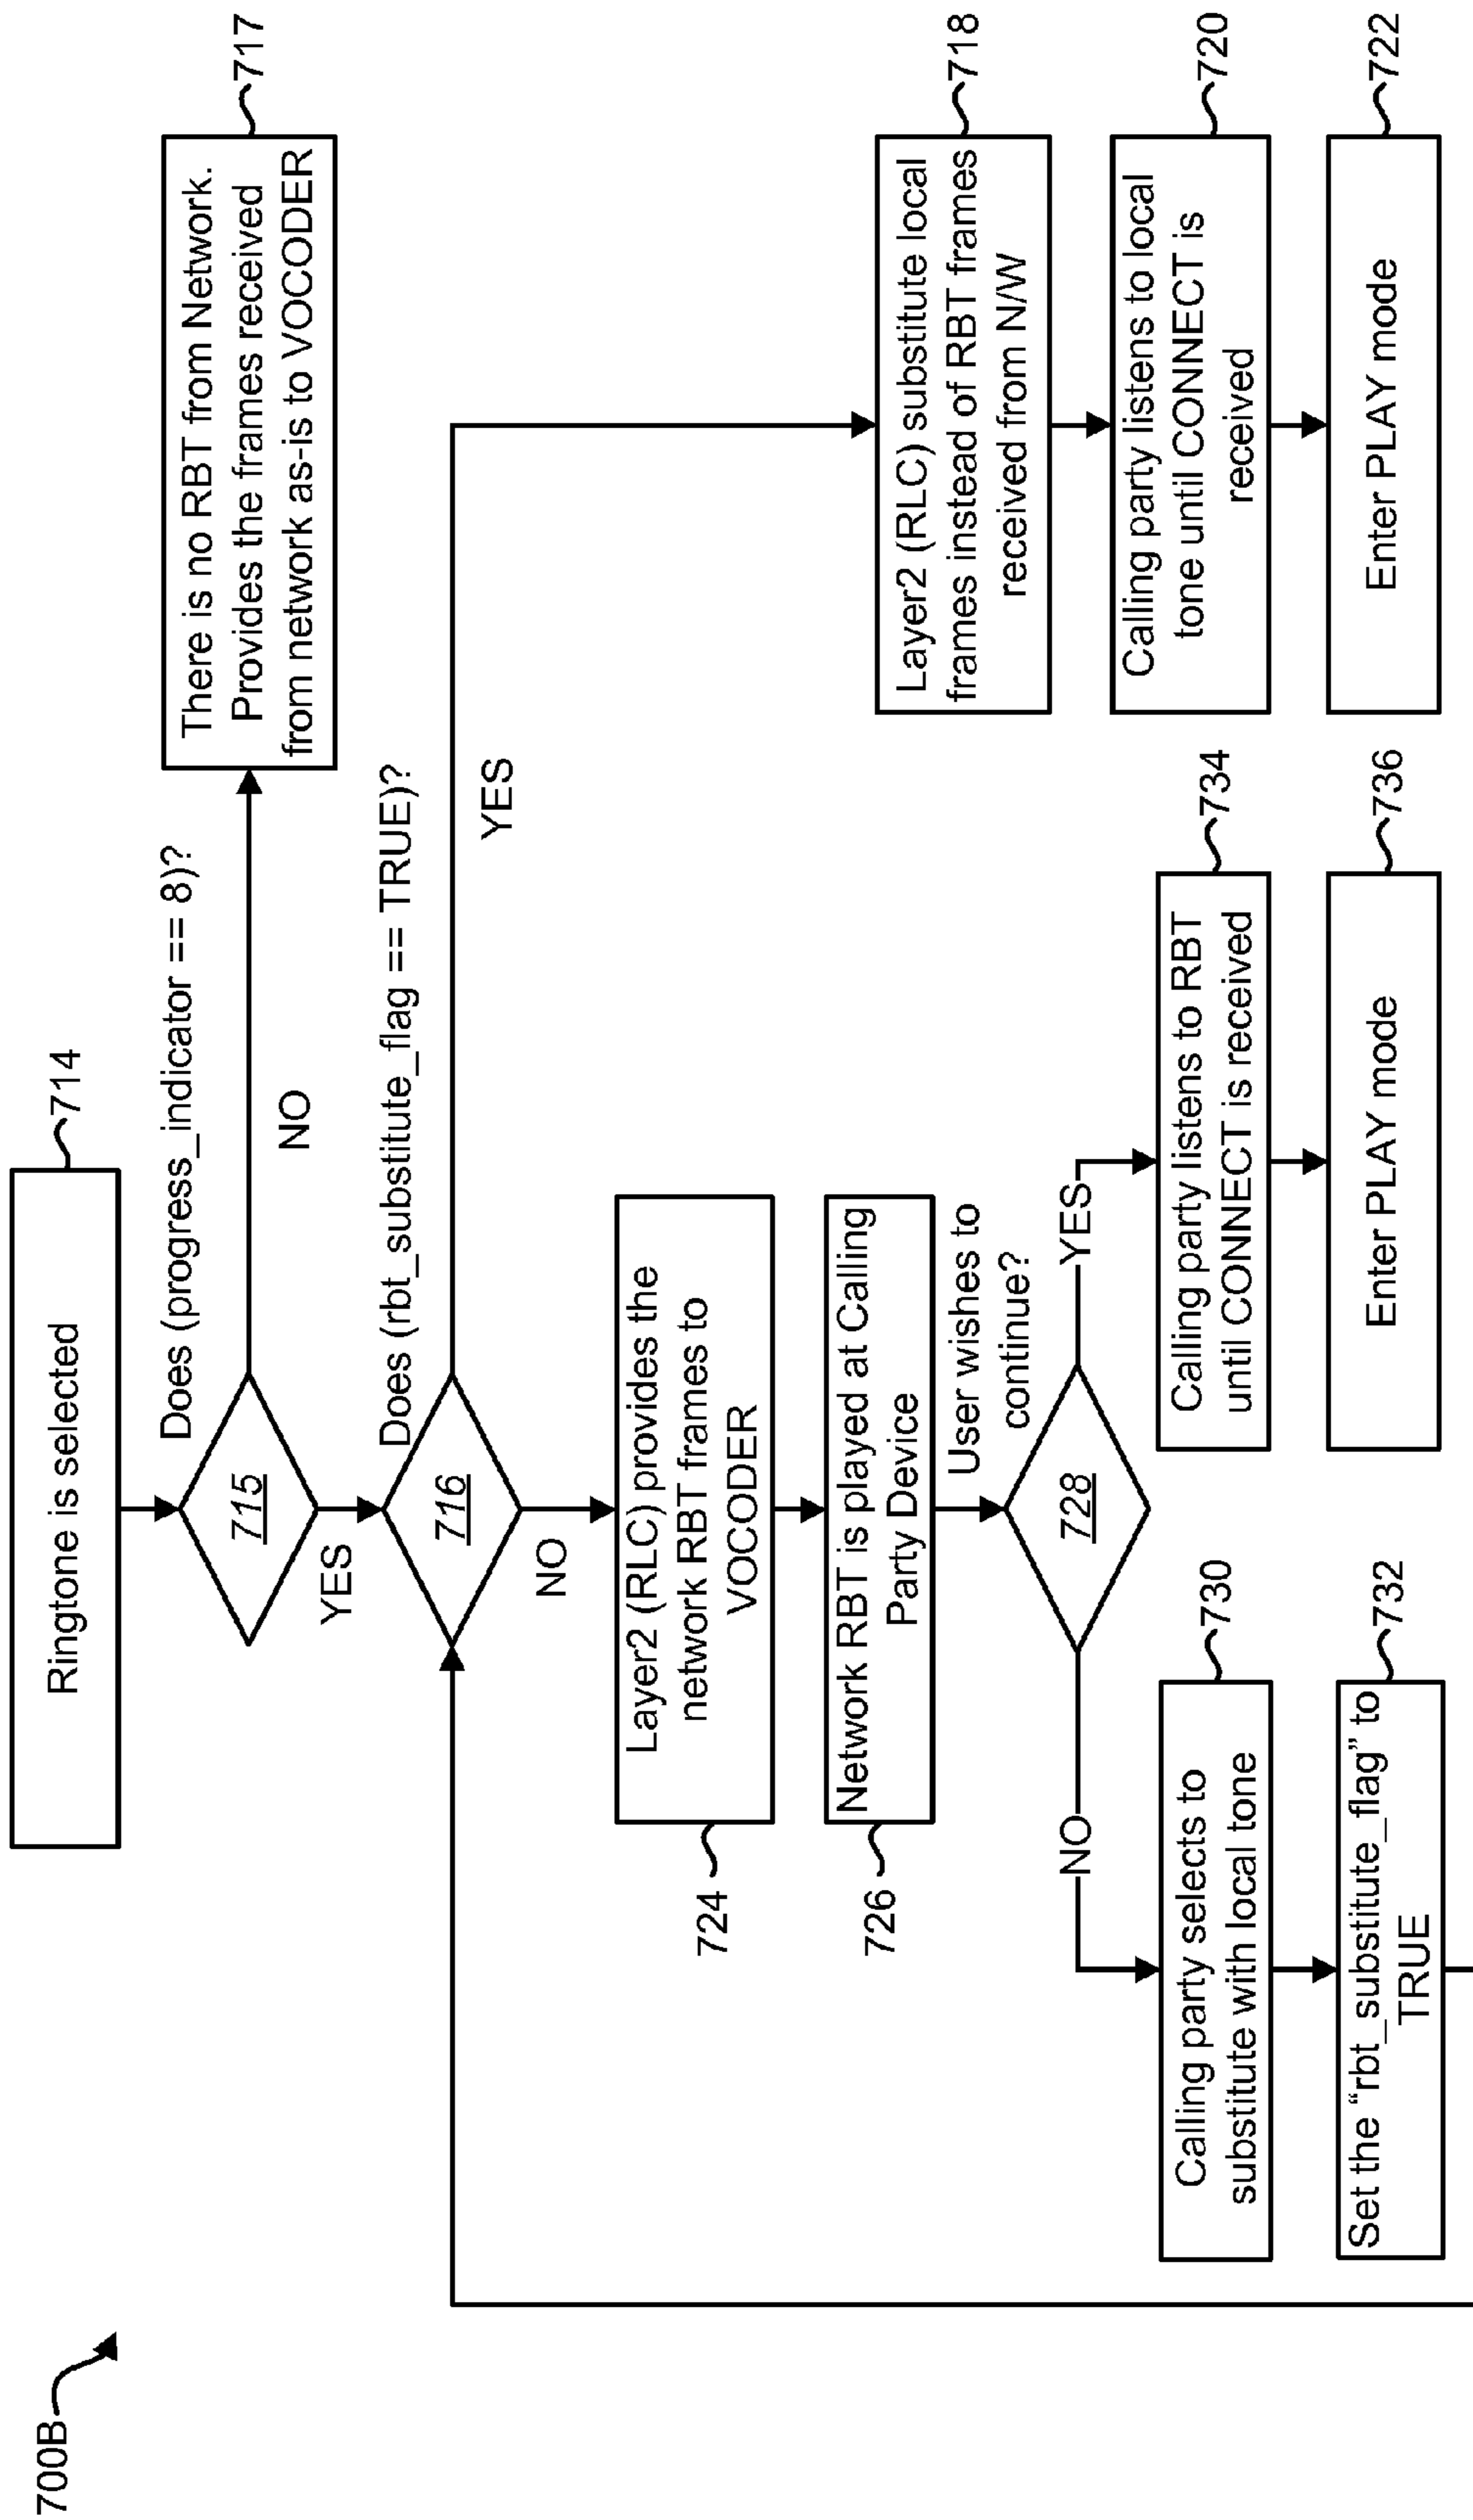 700B
Ringtone is selected
714
Does (progress_indicator == 8)?
715
NO
There is no RBT from Network.
Provides the frames received
from network as-is to VOCODER
717
YES
Does (rbt_substitute_flag == TRUE)?
716
YES
NO
Layer2 (RLC) provides the
network RBT frames to
VOCODER
724
Network RBT is played at Calling
Party Device
726
User wishes to
continue?
728
NO
YES
Calling party selects to
substitute with local tone
730
Set the “rbt_substitute_flag” to
TRUE
732
Calling party listens to RBT
until CONNECT is received
734
Enter PLAY mode
736
Layer2 (RLC) substitute local
frames instead of RBT frames
received from N/W
718
Calling party listens to local
tone until CONNECT is
received
720
Enter PLAY mode
722